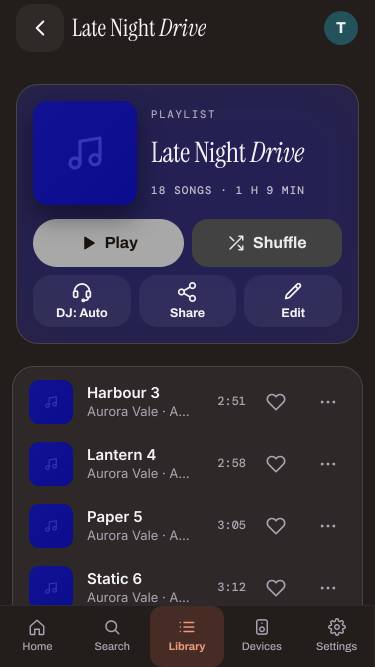 Late Night Drive
T
PLAYLIST
Late Night Drive
18 SONGS · 1 H 9 MIN
Play
Shuffle
DJ: Auto
Share
Edit
Harbour 3
Aurora Vale · A...
2:51
Lantern 4
Aurora Vale · A...
2:58
Paper 5
Aurora Vale · A...
3:05
Static 6
Aurora Vale · A...
3:12
Home
Search
Library
Devices
Settings